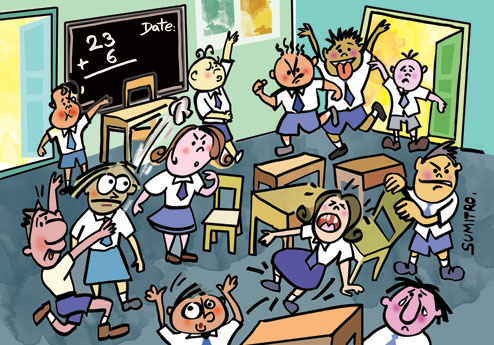 23
+ 6
Date:
SUMITRO.